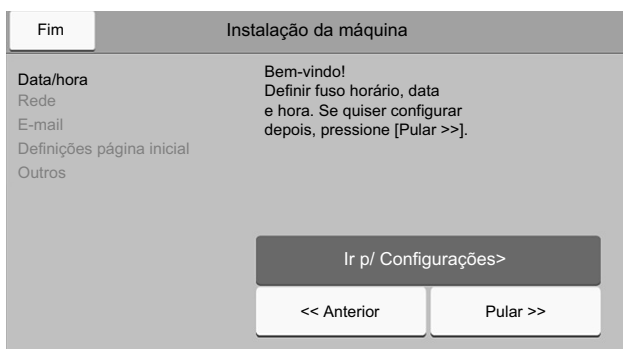 Fim
Instalação da máquina
Data/hora
Rede
E-mail
Definições página inicial
Outros
Bem-vindo!
Definir fuso horário, data
e hora. Se quiser configurar
depois, pressione [Pular >>].
Ir p/ Configurações>
<< Anterior
Pular >>